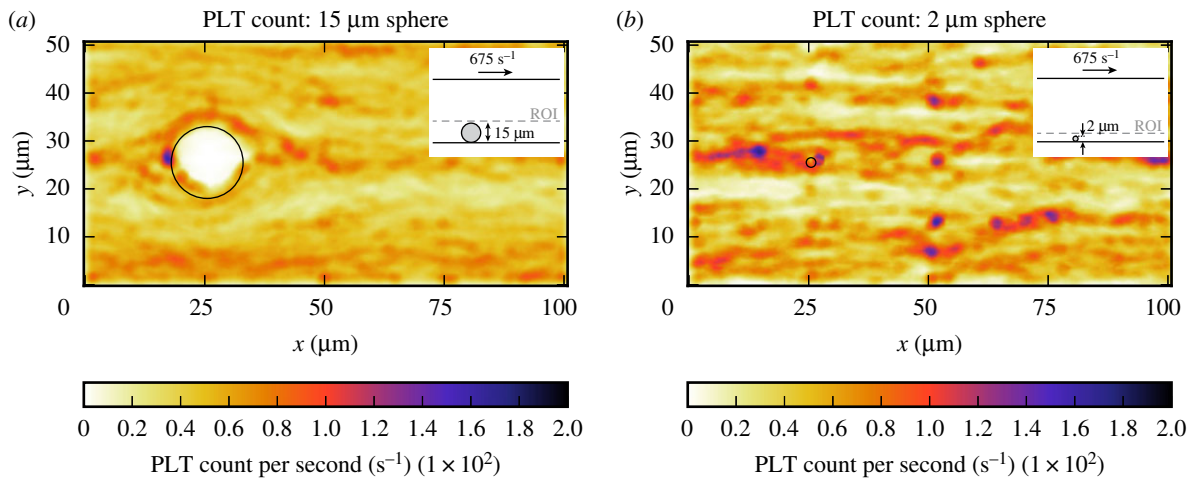 (a) PLT count: 15 μm sphere
50
40
30
20
10
0
y (μm)
675 s⁻¹
ROI
15 μm
25
50
75
100
x (μm)
0 0.2 0.4 0.6 0.8 1.0 1.2 1.4 1.6 1.8 2.0
PLT count per second (s⁻¹) (1 × 10²)
(b) PLT count: 2 μm sphere
50
40
30
20
10
0
y (μm)
675 s⁻¹
2 μm
ROI
25
50
75
100
x (μm)
0 0.2 0.4 0.6 0.8 1.0 1.2 1.4 1.6 1.8 2.0
PLT count per second (s⁻¹) (1 × 10²)